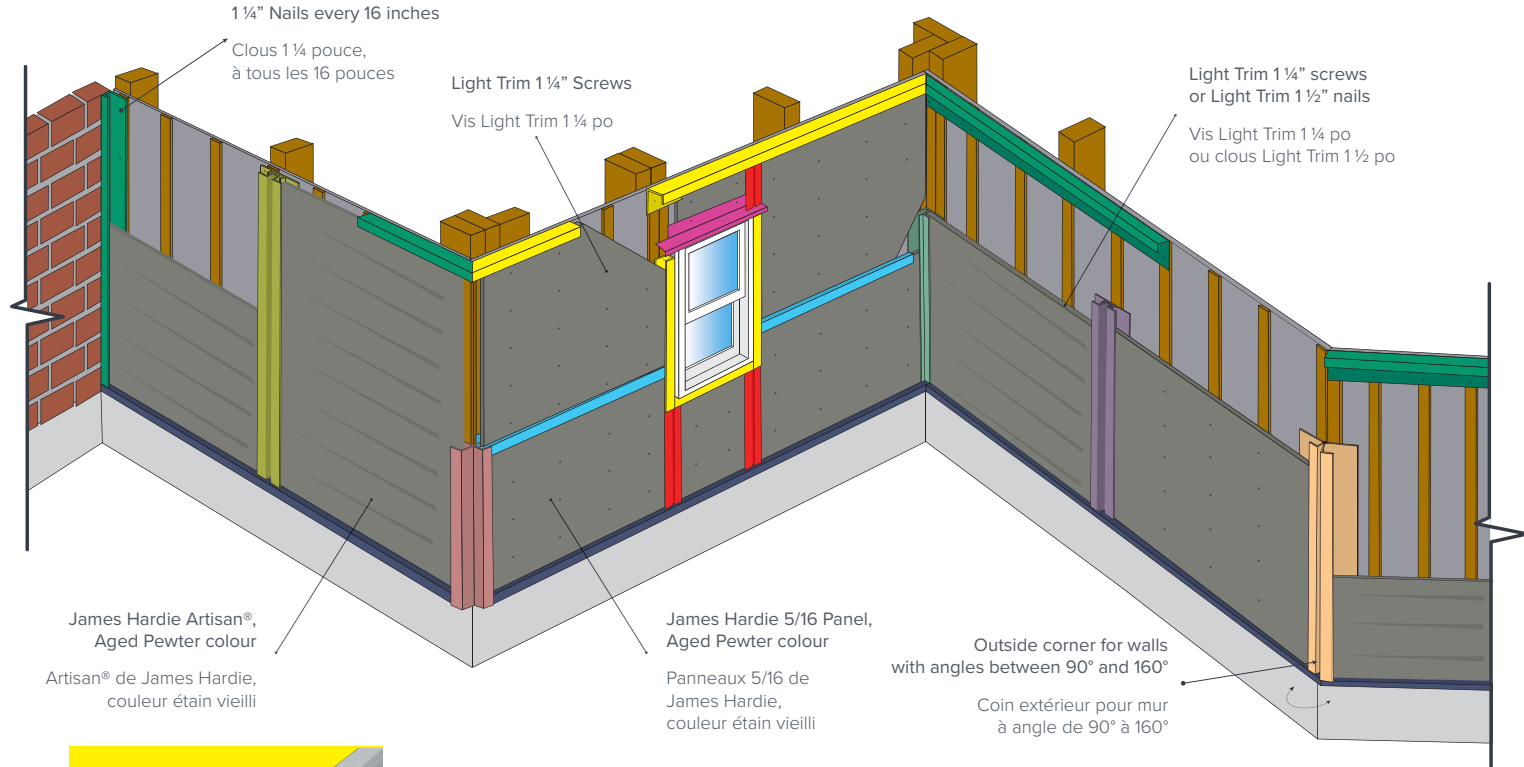 1 ¼” Nails every 16 inches
Clous 1 ¼ pouce,
à tous les 16 pouces
Light Trim 1 ¼” Screws
Vis Light Trim 1 ¼ po
Light Trim 1 ¼” screws
or Light Trim 1 ½” nails
Vis Light Trim 1 ¼ po
ou clous Light Trim 1 ½ po
James Hardie Artisan®,
Aged Pewter colour
Artisan® de James Hardie,
couleur étain vieilli
James Hardie 5/16 Panel,
Aged Pewter colour
Panneaux 5/16 de
James Hardie,
couleur étain vieilli
Outside corner for walls
with angles between 90° and 160°
Coin extérieur pour mur
à angle de 90° à 160°